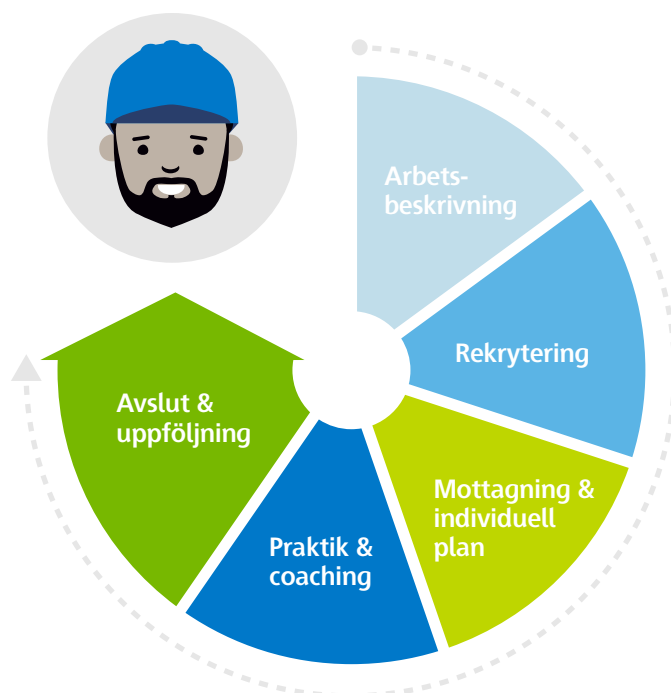 Arbets-
beskrivning
Rekrytering
Mottagning &
individuell
plan
Praktik &
coaching
Avslut &
uppföljning